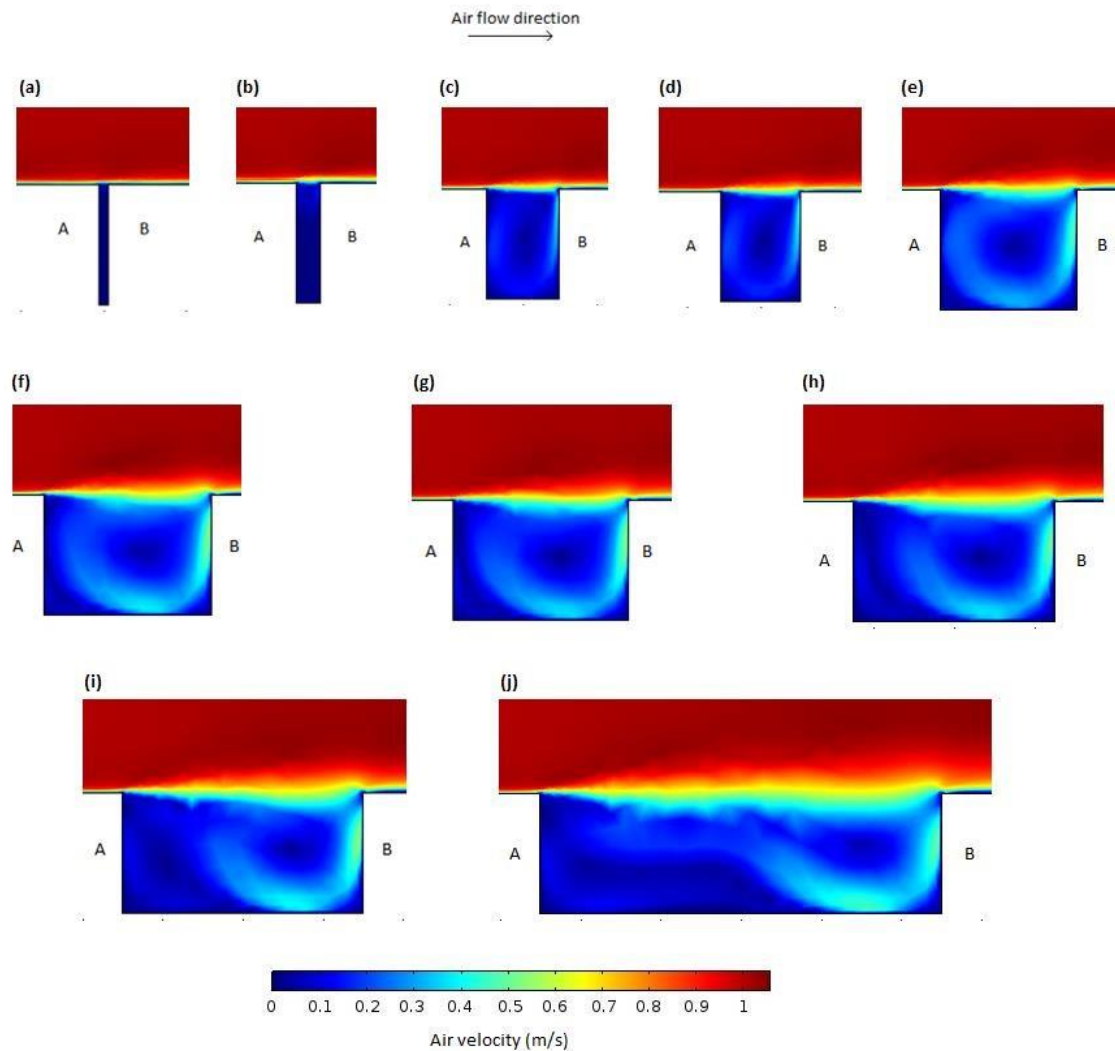 Air flow direction
(a) (b) (c) (d) (e)
A B A B A B A B A B
(f) (g) (h)
A B A B A B
(i) (j)
A B A B
0 0.1 0.2 0.3 0.4 0.5 0.6 0.7 0.8 0.9 1
Air velocity (m/s)